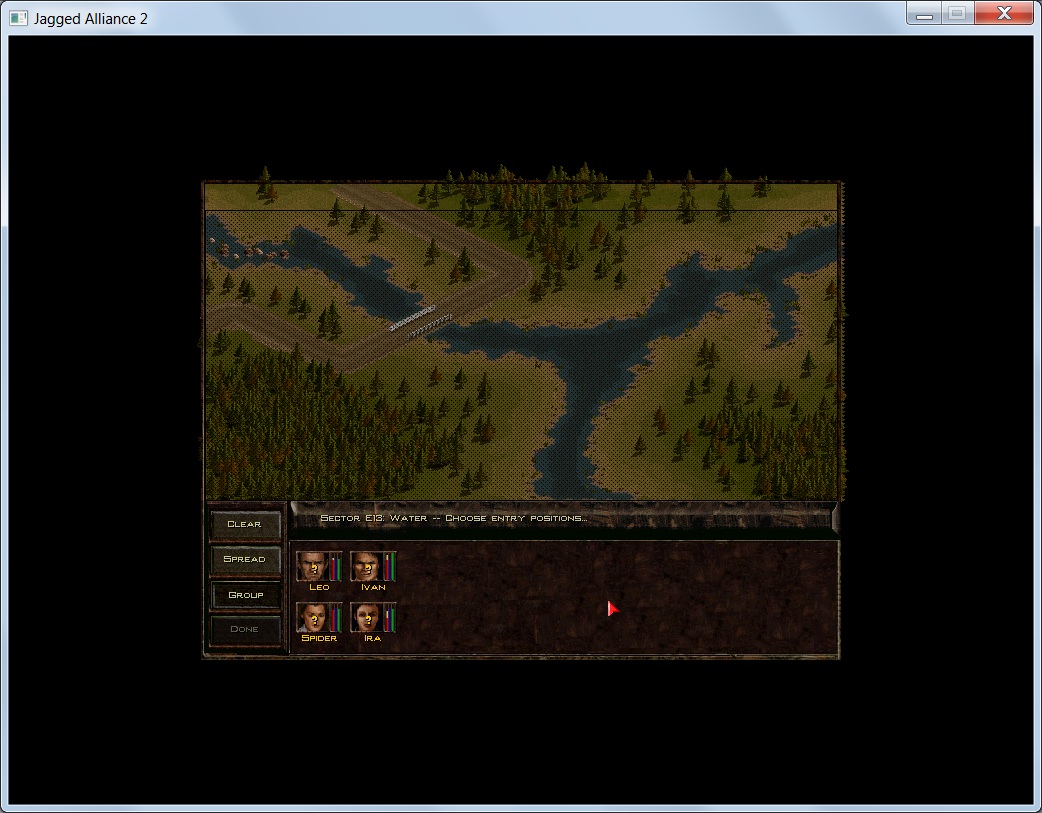 Jagged Alliance 2
Clear
Sector E13: Water -- Choose entry positions...
Spread
Group
Done
?
?
Leo
Ivan
?
?
Spider
Ira